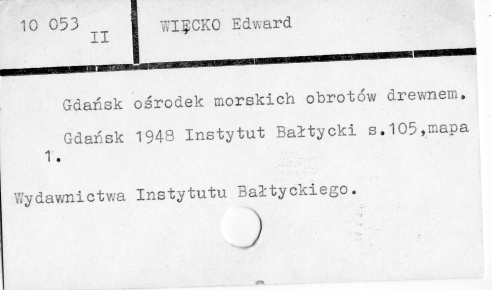 10 053
II
WIĘCKO Edward
Gdańsk ośrodek morskich obrotów drewnem.
Gdańsk 1948 Instytut Bałtycki s.105,mapa
1.
Wydawnictwa Instytutu Bałtyckiego.